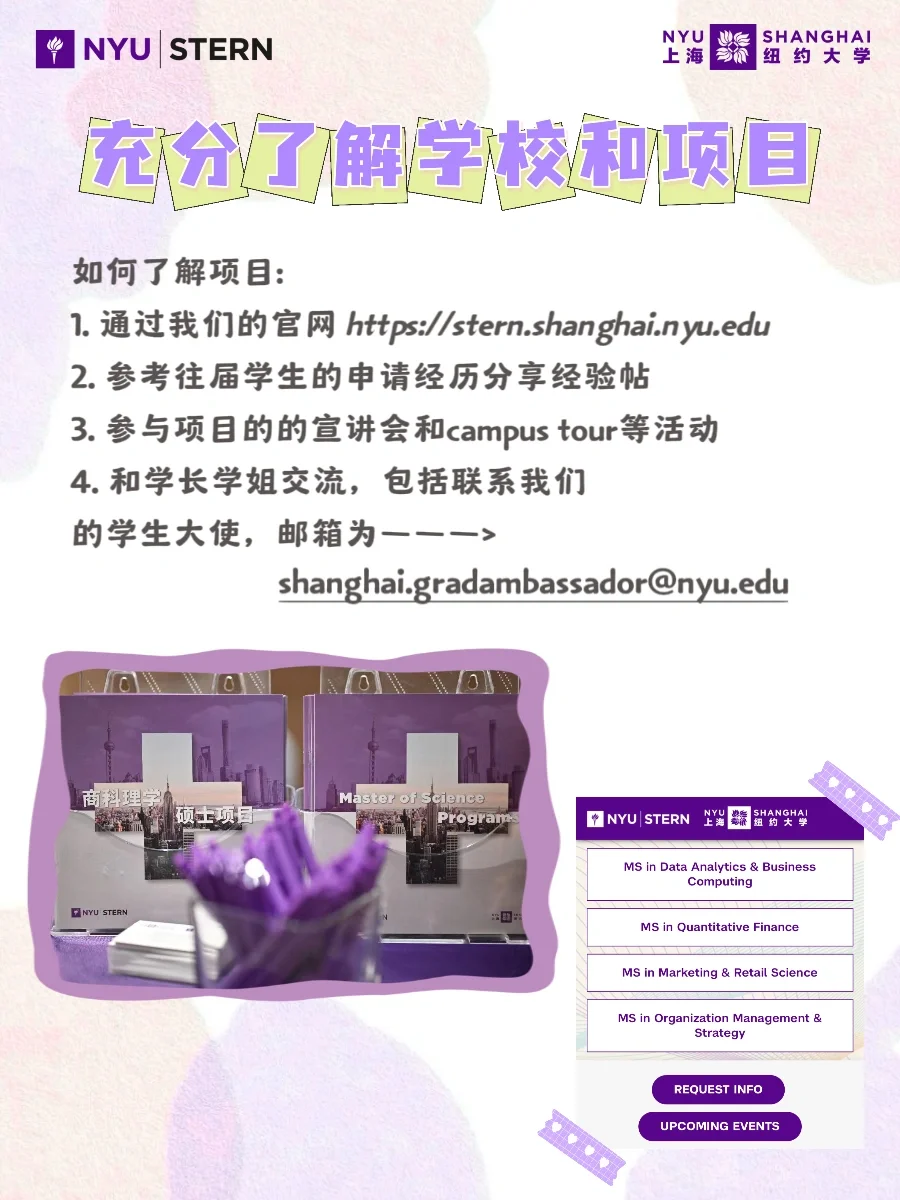 NYU STERN
NYU SHANGHAI
上海 纽约大学
充分了解学校和项目
如何了解项目:
1. 通过我们的官网 https://stern.shanghai.nyu.edu
2. 参考往届学生的申请经历分享经验帖
3. 参与项目的的宣讲会和campus tour等活动
4. 和学长学姐交流，包括联系我们
的学生大使，邮箱为———>
shanghai.gradambassador@nyu.edu
商科理学
硕士项目
NYU STERN
Master of Science
Programs
NYU STERN
NYU SHANGHAI
上海 纽约大学
MS in Data Analytics & Business
Computing
MS in Quantitative Finance
MS in Marketing & Retail Science
MS in Organization Management &
Strategy
REQUEST INFO
UPCOMING EVENTS